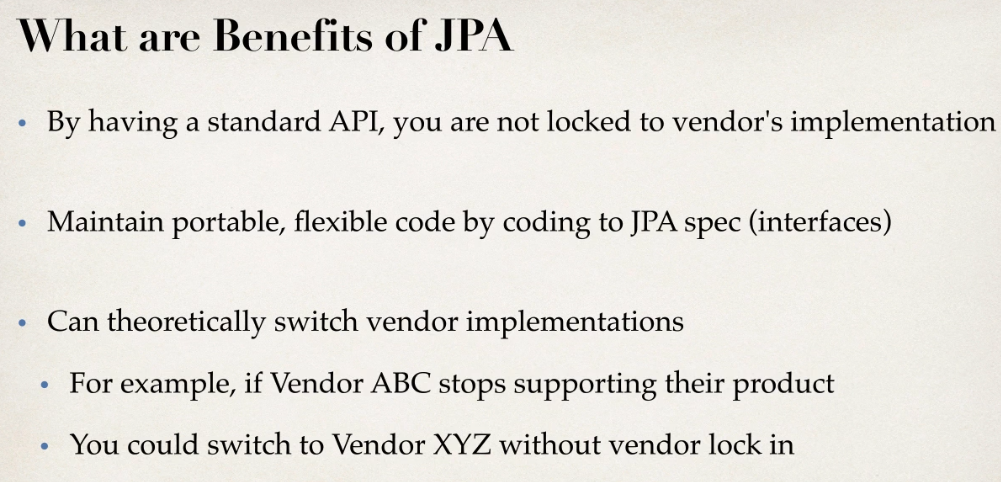 What are Benefits of JPA
• By having a standard API, you are not locked to vendor's implementation
• Maintain portable, flexible code by coding to JPA spec (interfaces)
• Can theoretically switch vendor implementations
• For example, if Vendor ABC stops supporting their product
• You could switch to Vendor XYZ without vendor lock in